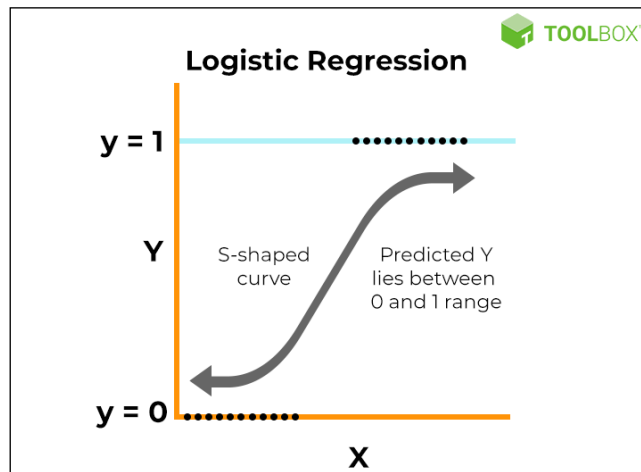 TOOLBOX
Logistic Regression
y = 1
Y
S-shaped
curve
Predicted Y
lies between
0 and 1 range
y = 0
X